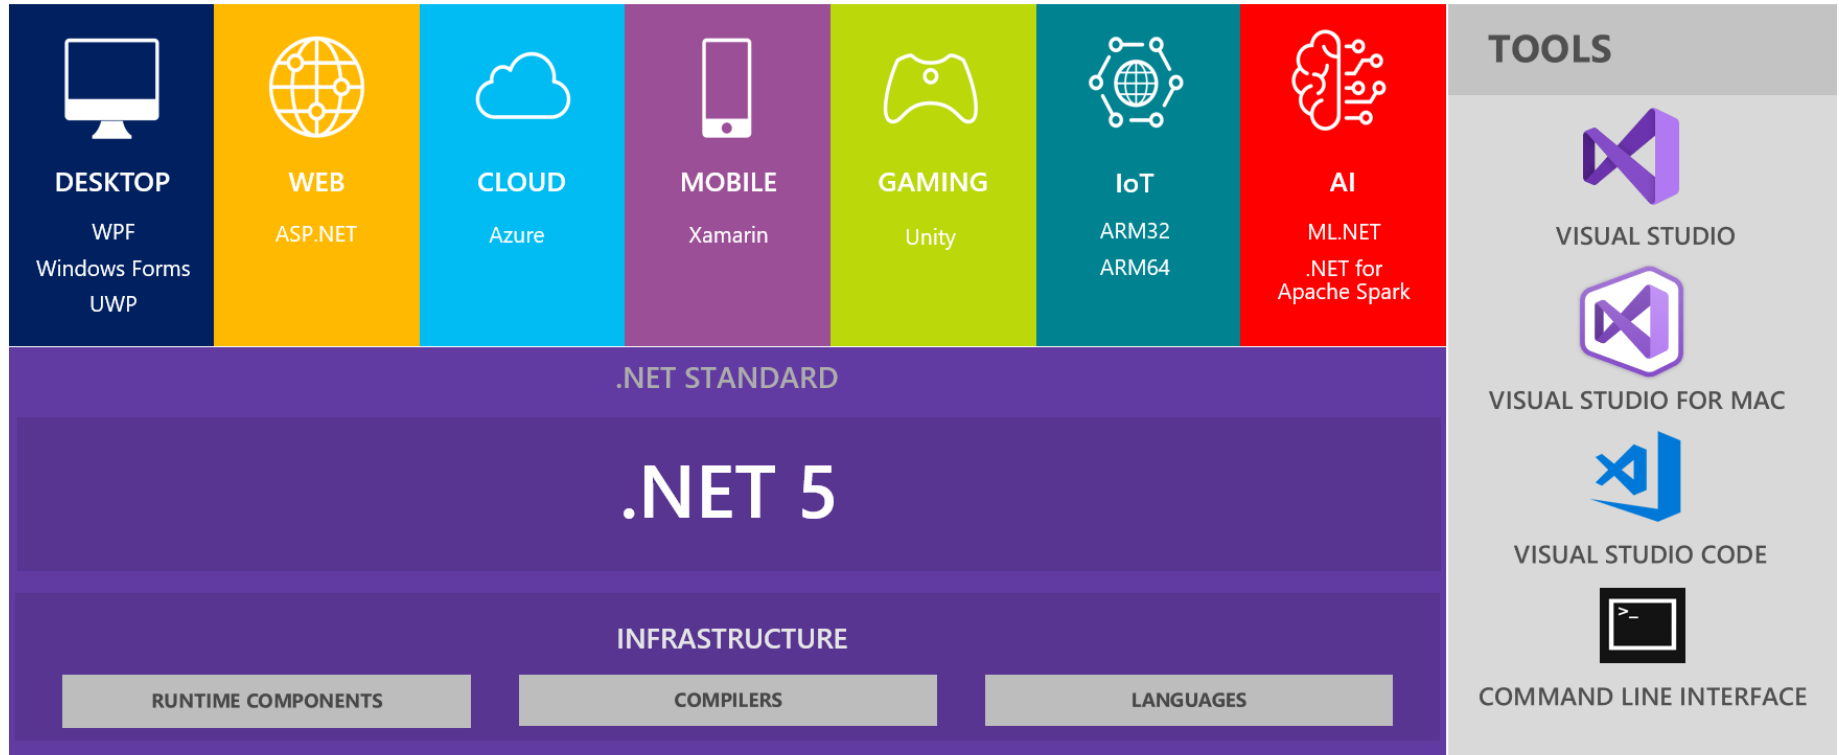 DESKTOP
WPF
Windows Forms
UWP
WEB
ASP.NET
CLOUD
Azure
MOBILE
Xamarin
GAMING
Unity
IoT
ARM32
ARM64
AI
ML.NET
.NET for
Apache Spark
.NET STANDARD
.NET 5
INFRASTRUCTURE
RUNTIME COMPONENTS
COMPILERS
LANGUAGES
TOOLS
VISUAL STUDIO
VISUAL STUDIO FOR MAC
VISUAL STUDIO CODE
>_
COMMAND LINE INTERFACE